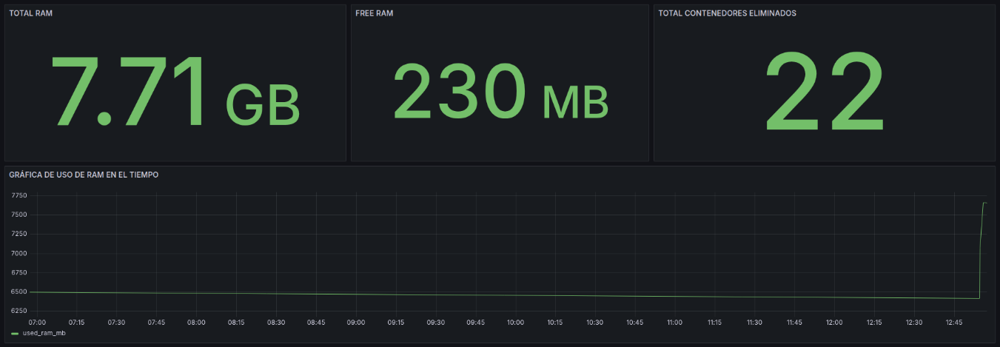 TOTAL RAM
7.71 GB
FREE RAM
230 MB
TOTAL CONTENEDORES ELIMINADOS
22
GRÁFICA DE USO DE RAM EN EL TIEMPO
7750
7500
7250
7000
6750
6500
6250
07:00 07:15 07:30 07:45 08:00 08:15 08:30 08:45 09:00 09:15 09:30 09:45 10:00 10:15 10:30 10:45 11:00 11:15 11:30 11:45 12:00 12:15 12:30 12:45
used_ram_mb